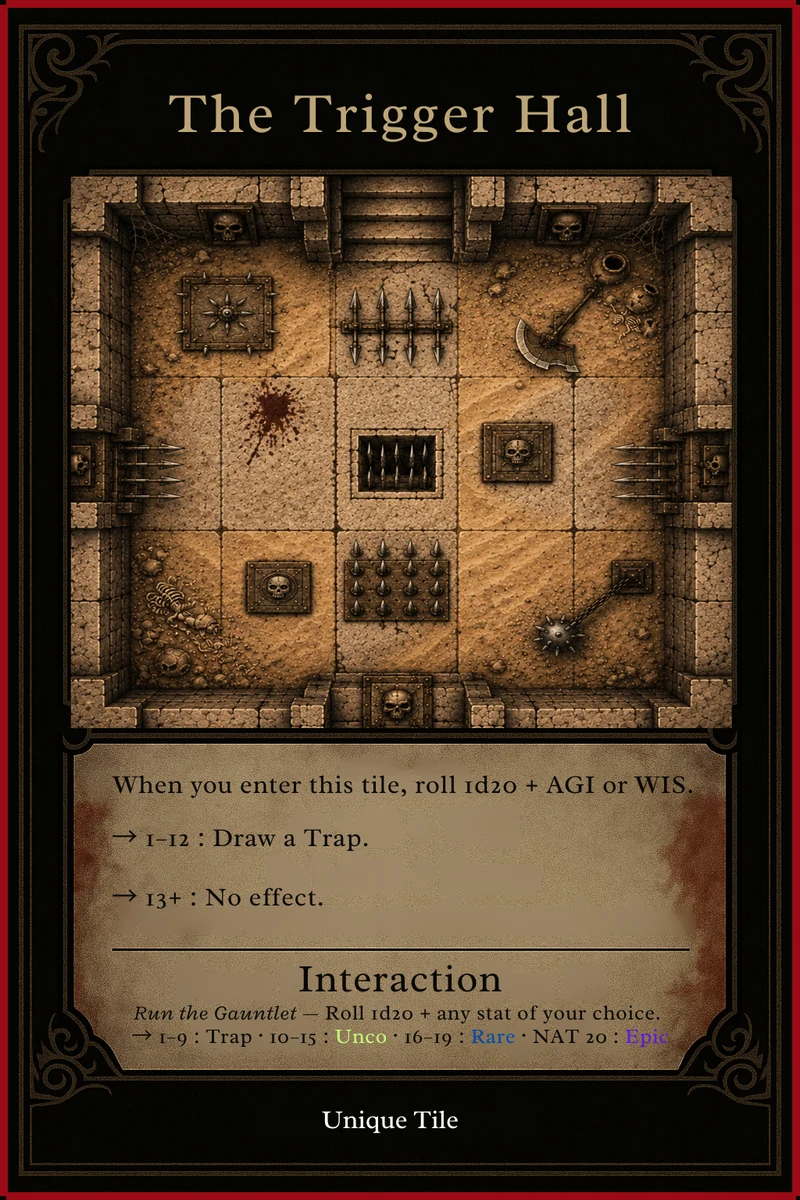 The Trigger Hall
When you enter this tile, roll 1d20 + AGI or WIS.
→ 1–12 : Draw a Trap.
→ 13+ : No effect.
Interaction
Run the Gauntlet — Roll 1d20 + any stat of your choice.
→ 1–9 : Trap · 10–15 : Unco · 16–19 : Rare · NAT 20 : Epic
Unique Tile